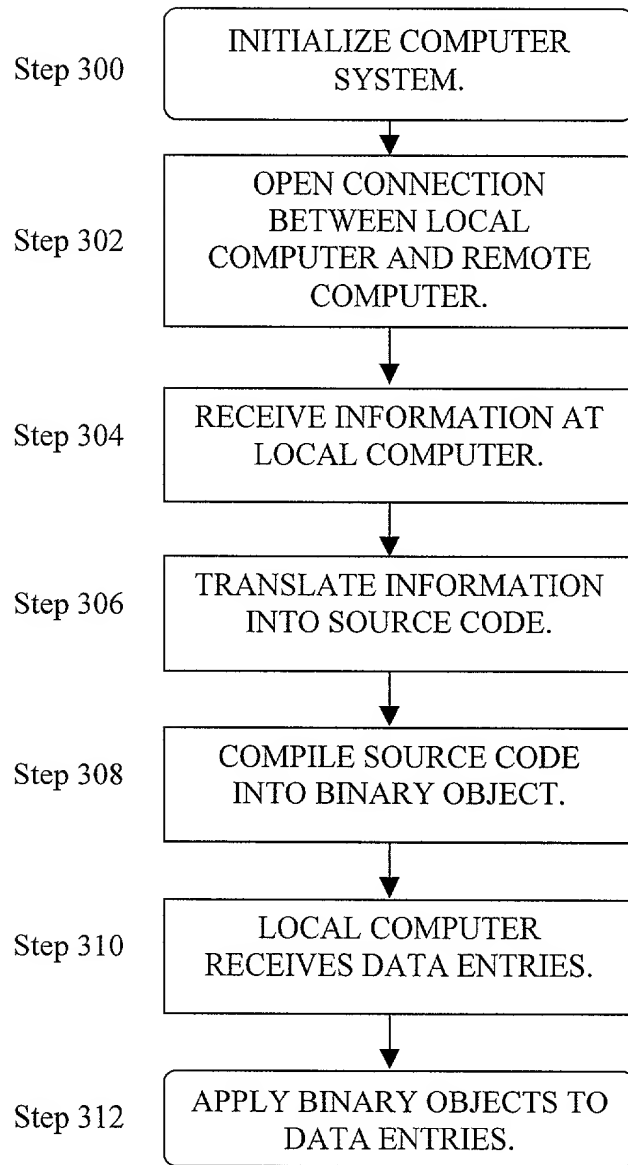 Step 300
INITIALIZE COMPUTER
SYSTEM.
Step 302
OPEN CONNECTION
BETWEEN LOCAL
COMPUTER AND REMOTE
COMPUTER.
Step 304
RECEIVE INFORMATION AT
LOCAL COMPUTER.
Step 306
TRANSLATE INFORMATION
INTO SOURCE CODE.
Step 308
COMPILE SOURCE CODE
INTO BINARY OBJECT.
Step 310
LOCAL COMPUTER
RECEIVES DATA ENTRIES.
Step 312
APPLY BINARY OBJECTS TO
DATA ENTRIES.